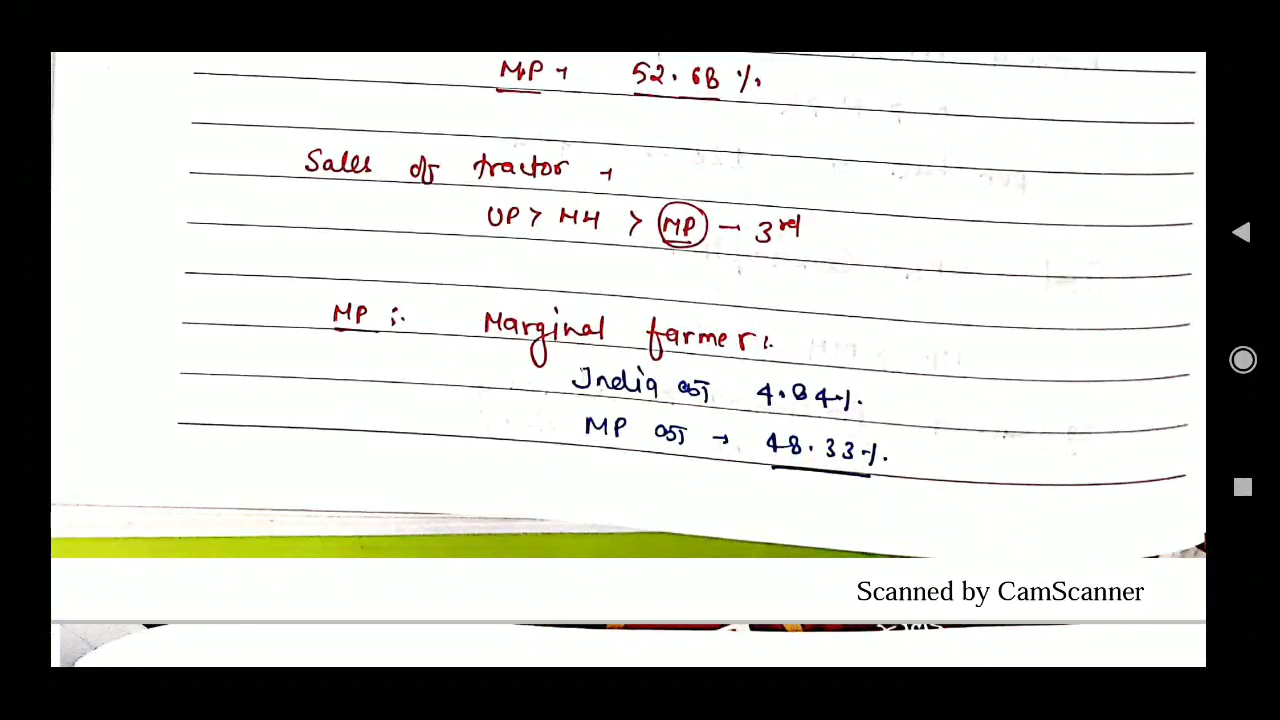 MP → 52.68 %
Sales of tractor →
UP > MH > MP – 3rd
MP :- Marginal farmer :-
India का 4.84%.
MP का → 48.33%.
Scanned by CamScanner